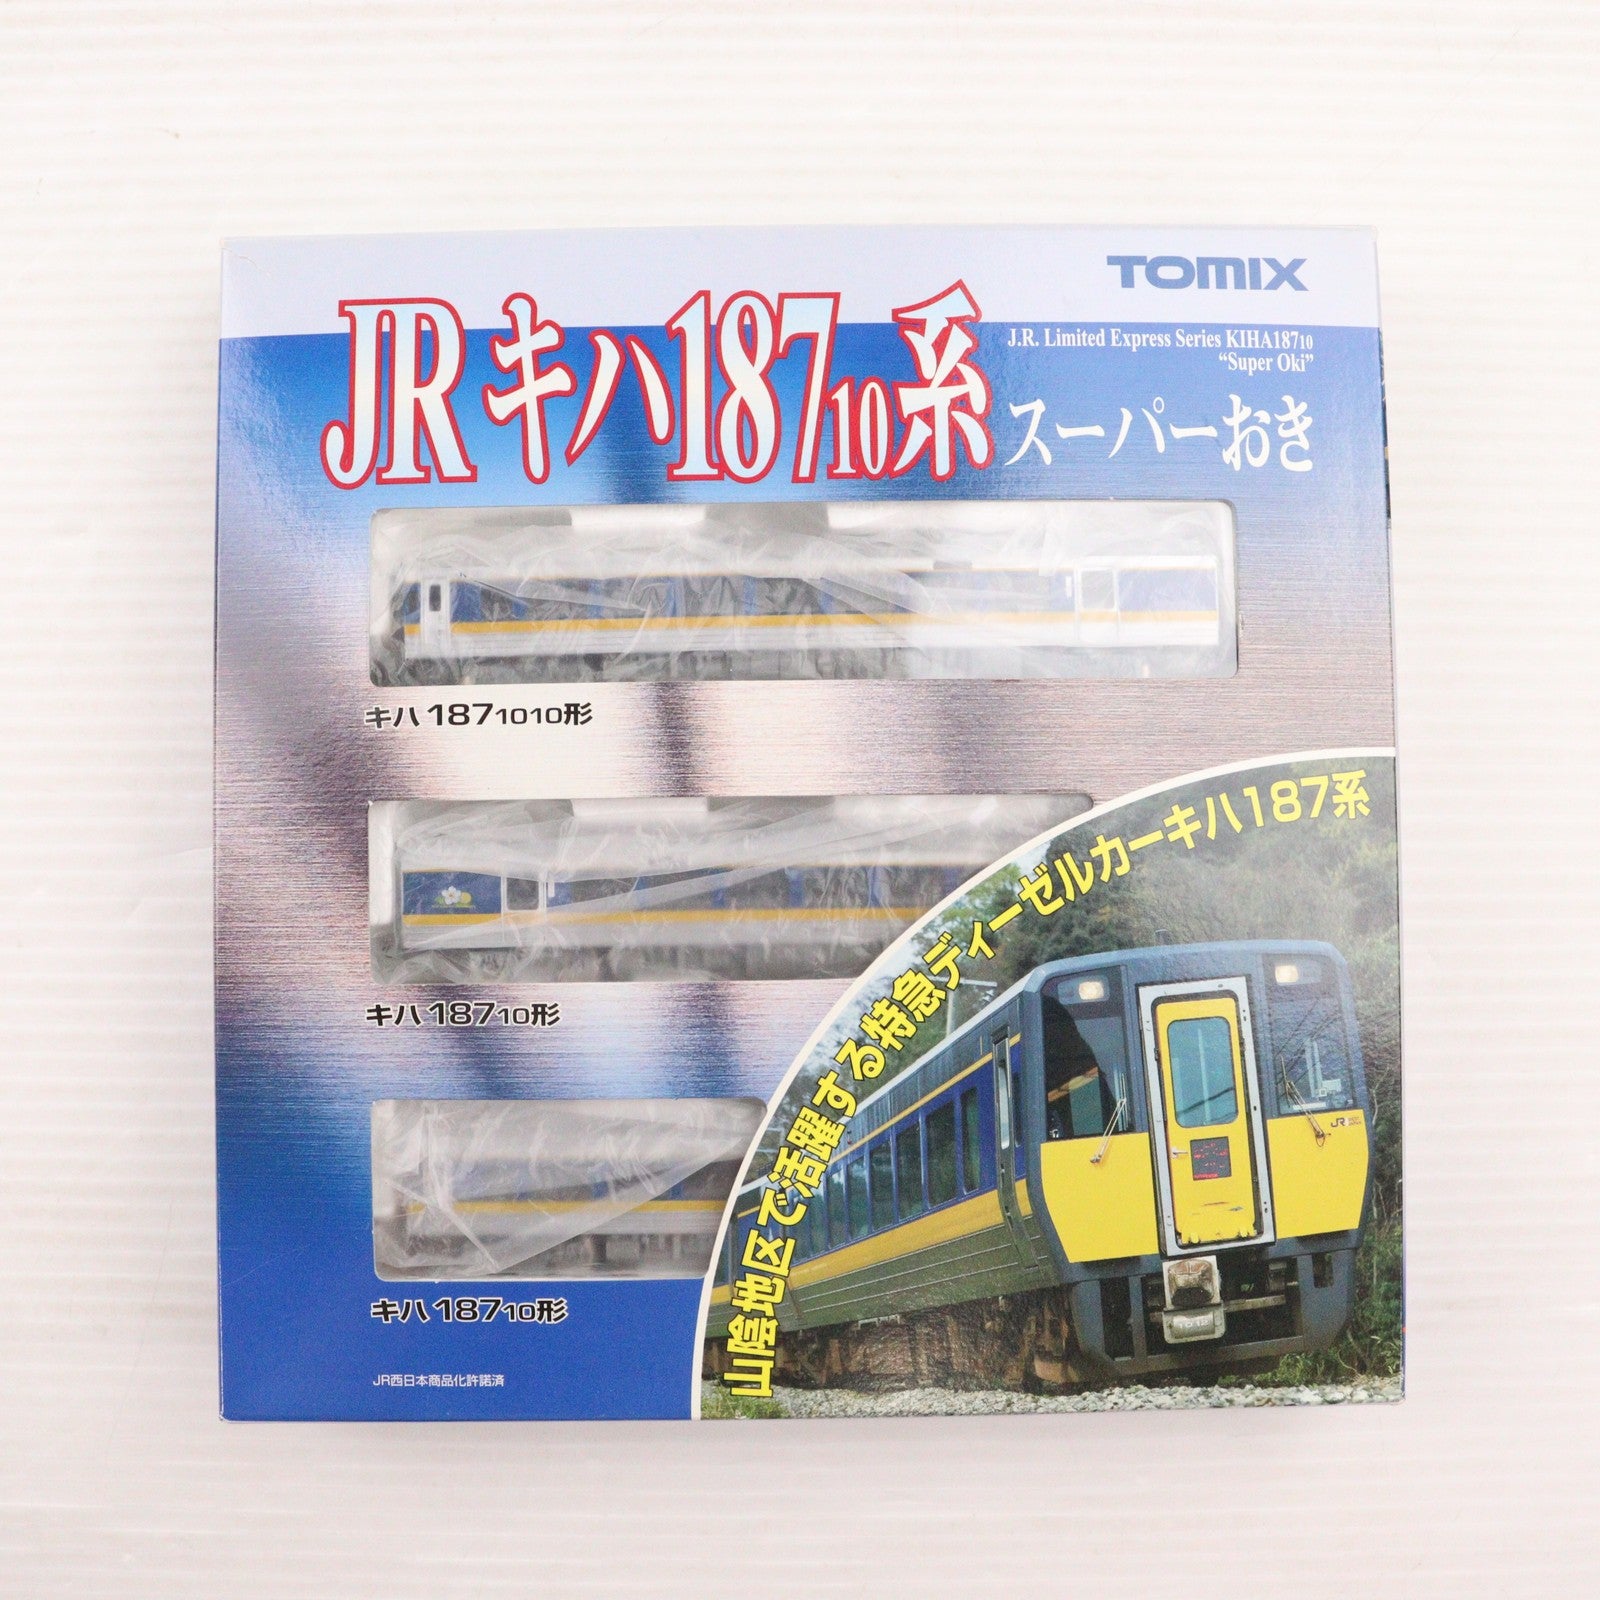 TOMIX
JRキハ18710系
J.R. Limited Express Series KIHA18710
“Super Oki”
スーパーおき
キハ1871010形
山陰地区で活躍する特急ディーゼルカーキハ187系
キハ18710形
JR
キハ18710形
JR西日本商品化許諾済